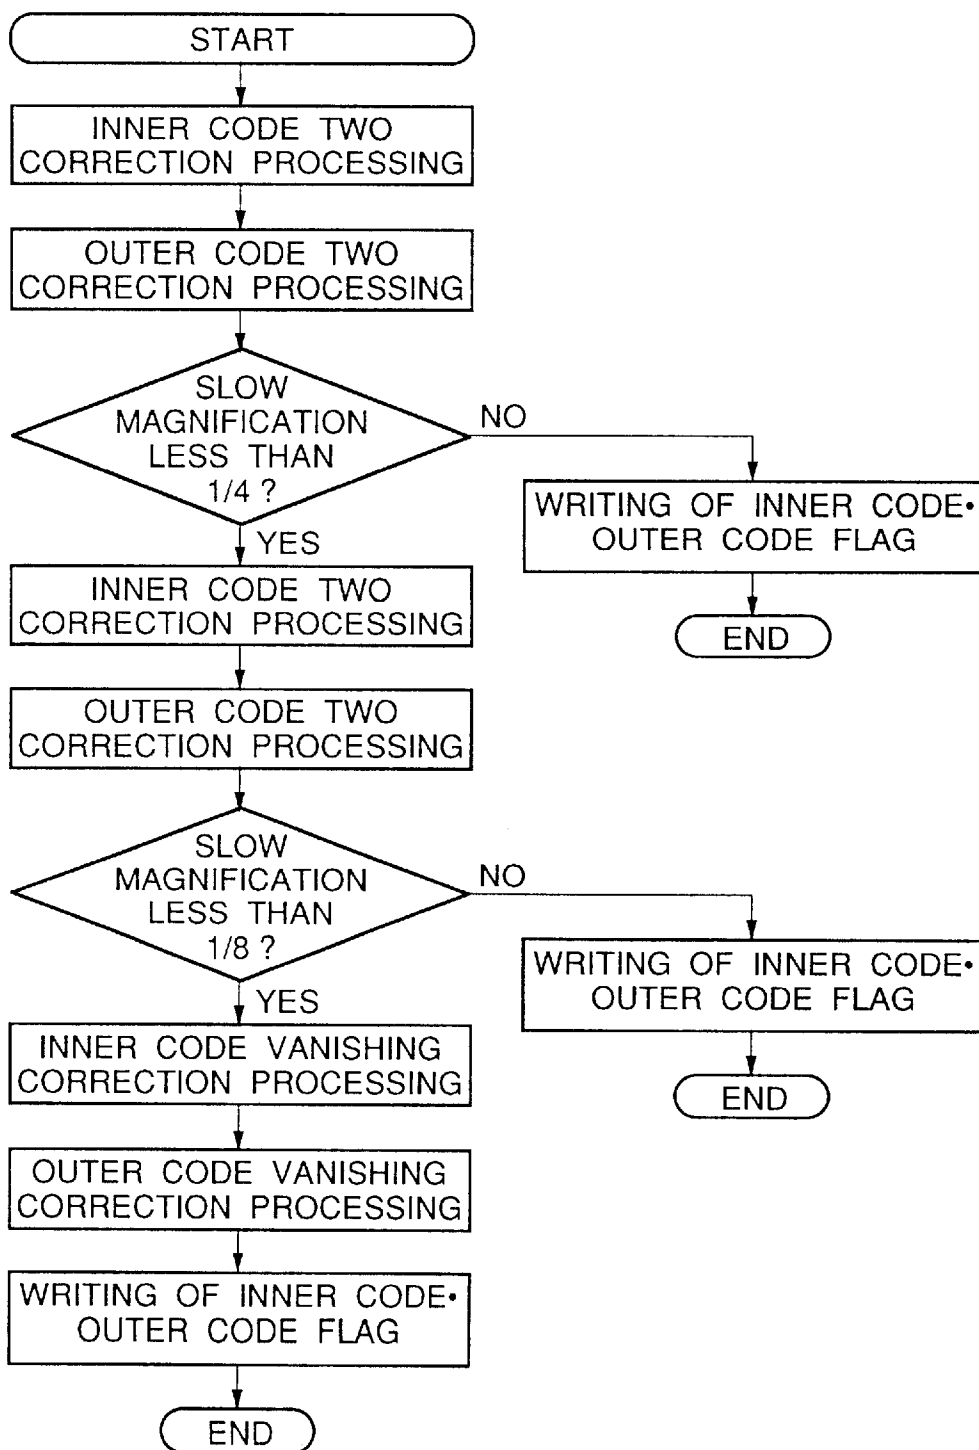 START
INNER CODE TWO
CORRECTION PROCESSING
OUTER CODE TWO
CORRECTION PROCESSING
SLOW
MAGNIFICATION
LESS THAN
1/4 ?
NO
WRITING OF INNER CODE•
OUTER CODE FLAG
END
YES
INNER CODE TWO
CORRECTION PROCESSING
OUTER CODE TWO
CORRECTION PROCESSING
SLOW
MAGNIFICATION
LESS THAN
1/8 ?
NO
WRITING OF INNER CODE•
OUTER CODE FLAG
END
YES
INNER CODE VANISHING
CORRECTION PROCESSING
OUTER CODE VANISHING
CORRECTION PROCESSING
WRITING OF INNER CODE•
OUTER CODE FLAG
END